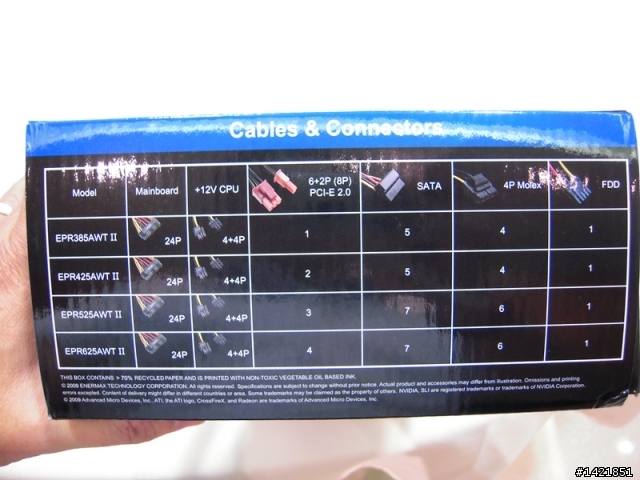 Cables & Connectors
Model Mainboard +12V CPU 6+2P (8P) PCI-E 2.0 SATA 4P Molex FDD
EPR385AWT II 24P 4+4P 1 5 4 1
EPR425AWT II 24P 4+4P 2 5 4 1
EPR525AWT II 24P 4+4P 3 7 6 1
EPR625AWT II 24P 4+4P 4 7 6 1
THIS BOX CONTAINS > 70% RECYCLED PAPER AND IS PRINTED WITH NON-TOXIC VEGETABLE OIL BASED INK.
© 2009 ENERMAX TECHNOLOGY CORPORATION. All rights reserved. Specifications are subject to change without prior notice. Actual product and accessories may differ from illustration. Omissions and printing
errors excepted. Content of delivery might differ in different countries or areas. Some trademarks may be claimed as the property of others. NVIDIA, SLI are registered trademarks or trademarks of NVIDIA Corporation.
© 2009 Advanced Micro Devices, Inc., ATI, the ATI logo, CrossFireX, and Radeon are trademarks of Advanced Micro Devices, Inc.
#1421851